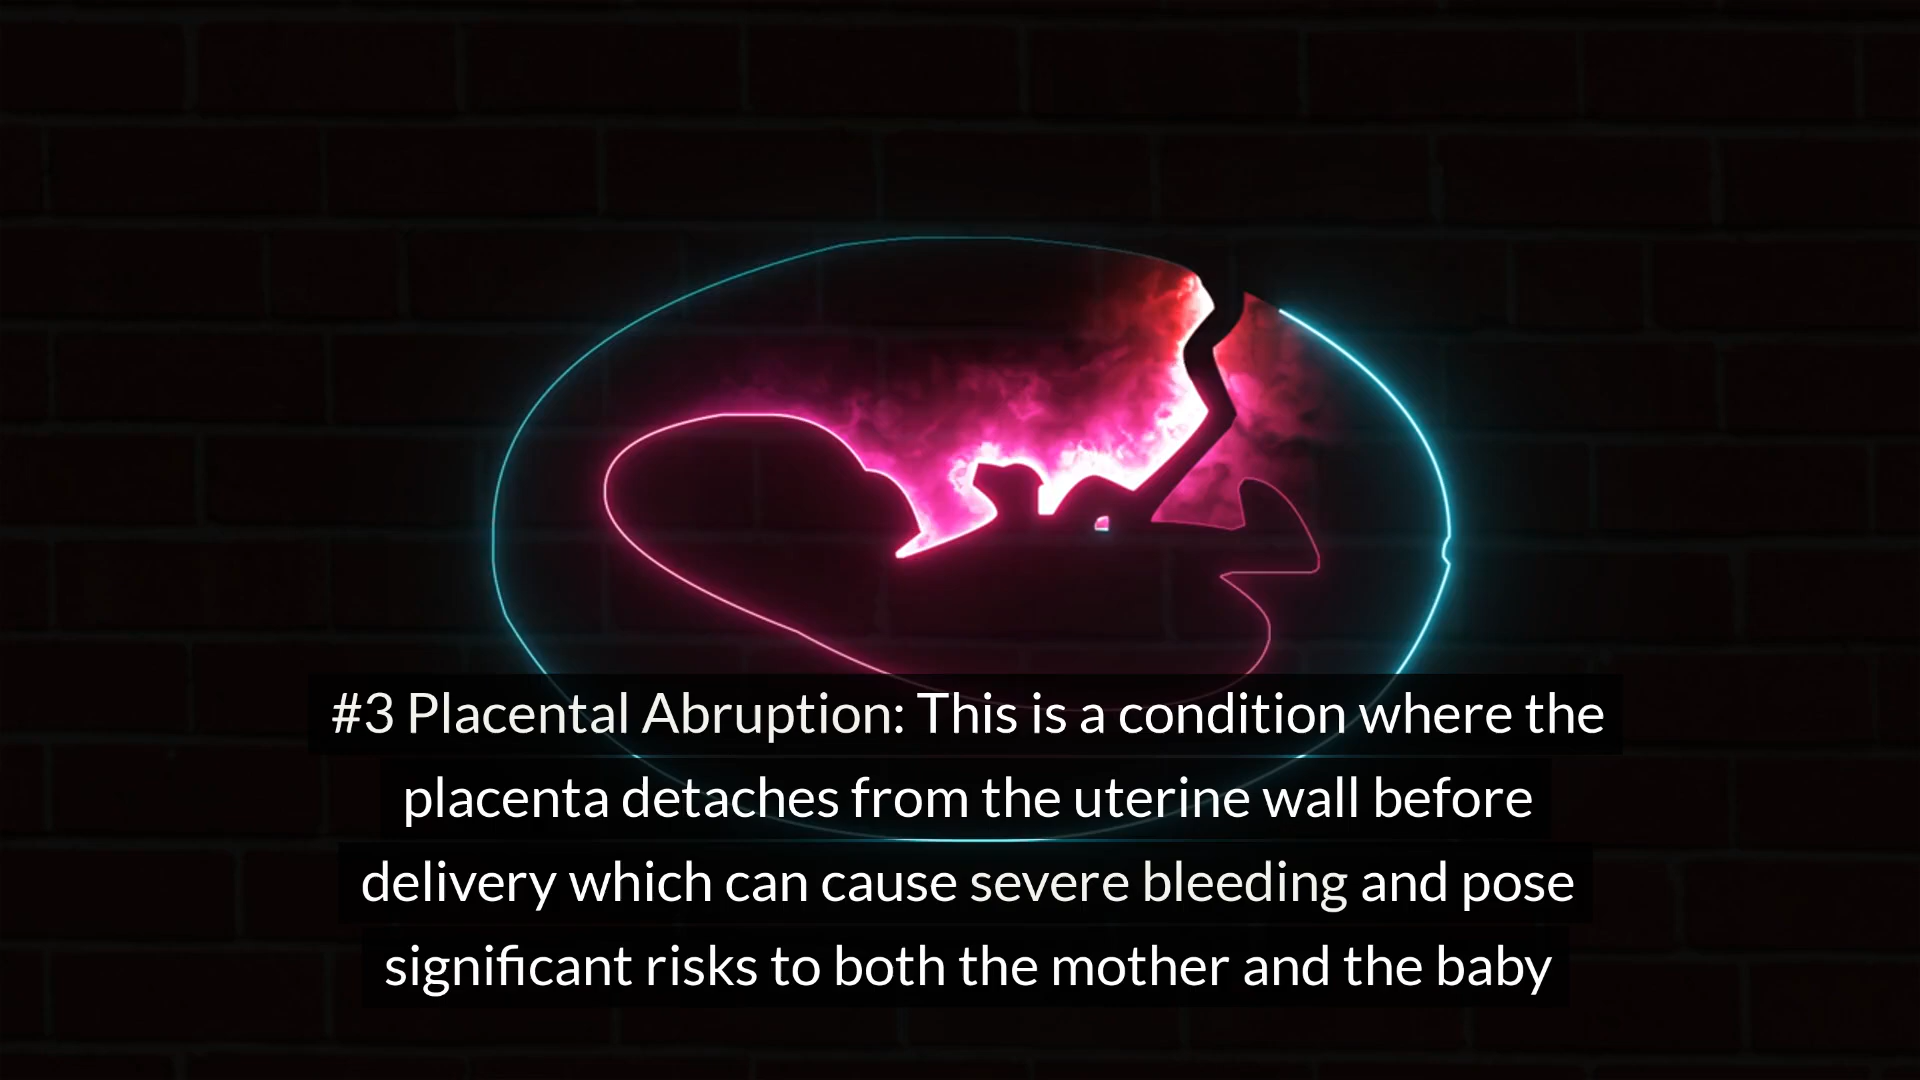 #3 Placental Abruption: This is a condition where the
placenta detaches from the uterine wall before
delivery which can cause severe bleeding and pose
significant risks to both the mother and the baby